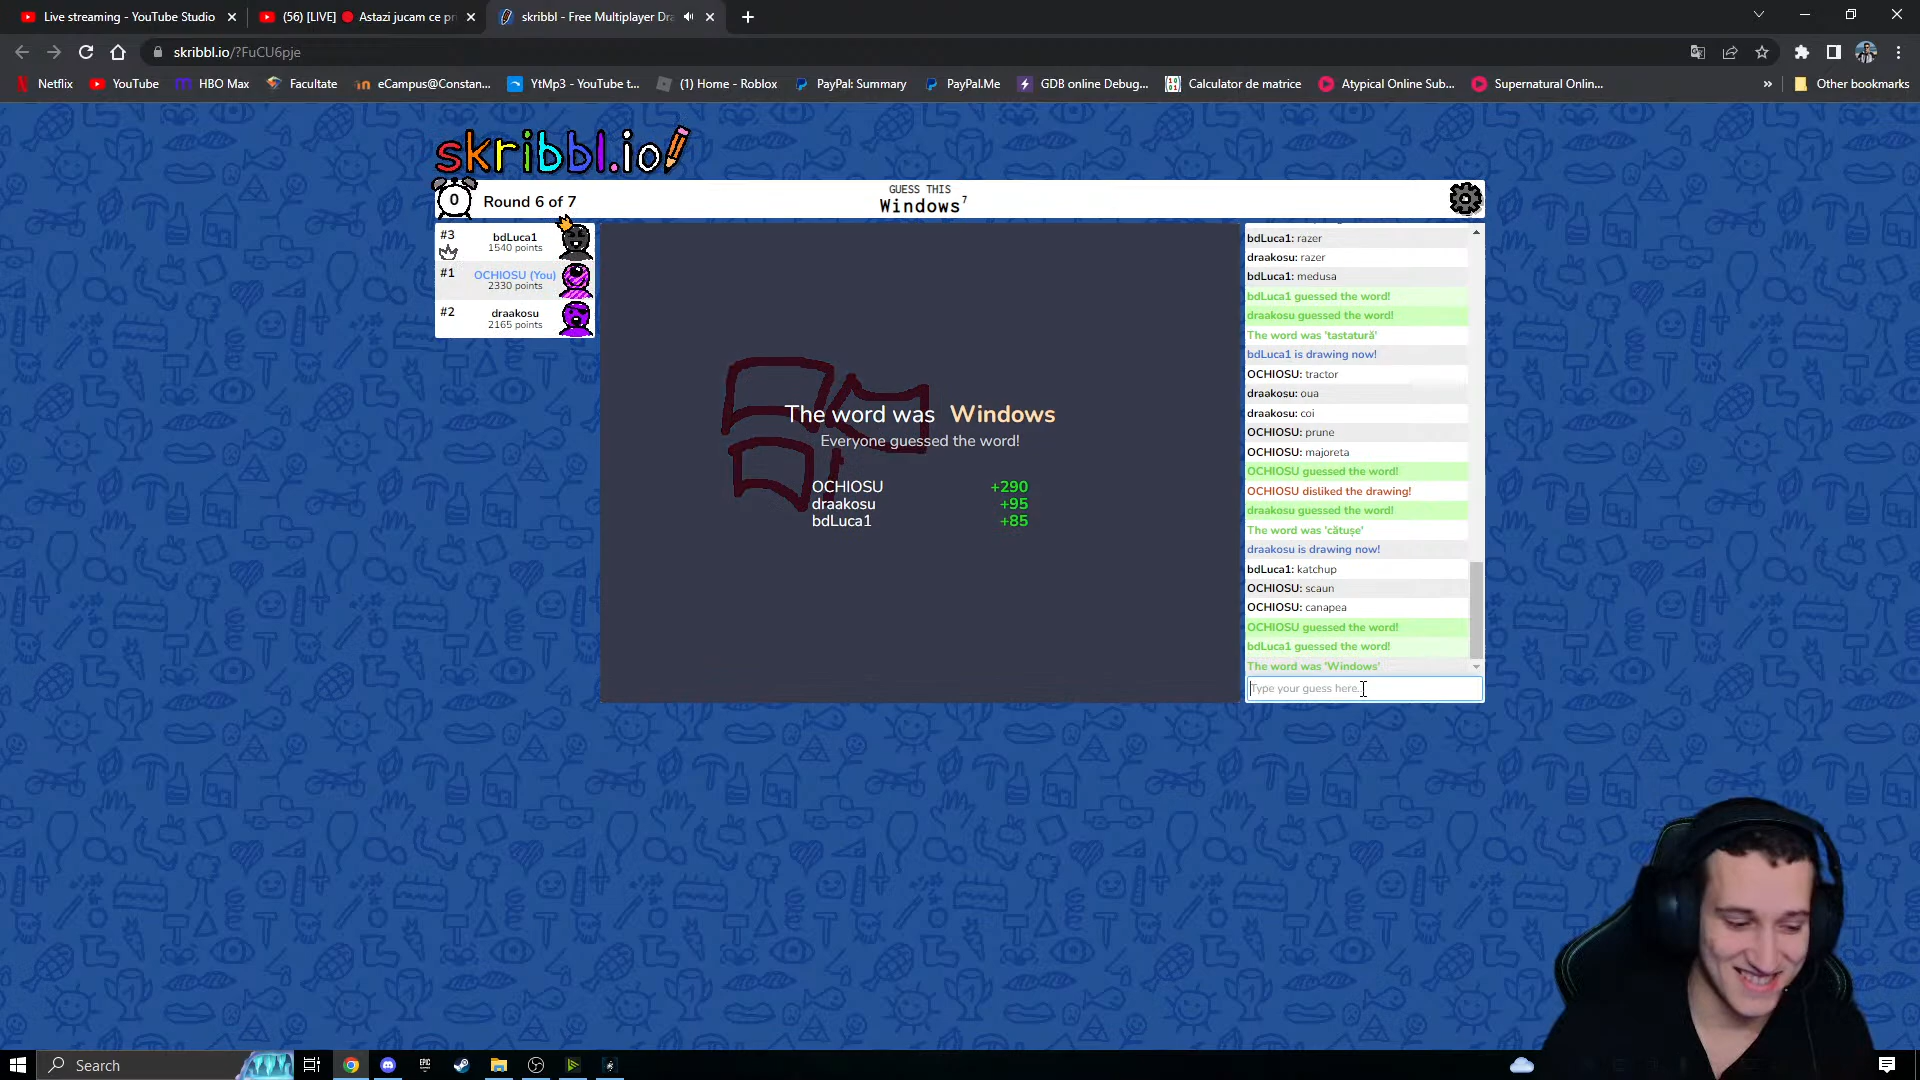 Live streaming - YouTube Studio
(56) [LIVE] 🔴 Astazi jucam ce pri
skribbl - Free Multiplayer Dra
skribbl.io/?FuCU6pje
Netflix
YouTube
HBO Max
Facultate
eCampus@Constan...
YtMp3 - YouTube t...
(1) Home - Roblox
PayPal: Summary
PayPal.Me
GDB online Debug...
Calculator de matrice
Atypical Online Sub...
Supernatural Onlin...
»
Other bookmarks
skribbl.io
0
Round 6 of 7
GUESS THIS
Windows 7
#3
bdLuca1
1540 points
#1
OCHIOSU (You)
2330 points
#2
draakosu
2165 points
The word was Windows
Everyone guessed the word!
OCHIOSU +290
draakosu +95
bdLuca1 +85
bdLuca1: razer
draakosu: razer
bdLuca1: medusa
bdLuca1 guessed the word!
draakosu guessed the word!
The word was 'tastatură'
bdLuca1 is drawing now!
OCHIOSU: tractor
draakosu: oua
draakosu: coi
OCHIOSU: prune
OCHIOSU: majoreta
OCHIOSU guessed the word!
OCHIOSU disliked the drawing!
draakosu guessed the word!
The word was 'cătușe'
draakosu is drawing now!
bdLuca1: katchup
OCHIOSU: scaun
OCHIOSU: canapea
OCHIOSU guessed the word!
bdLuca1 guessed the word!
The word was 'Windows'
Type your guess here...
Search
EPIC